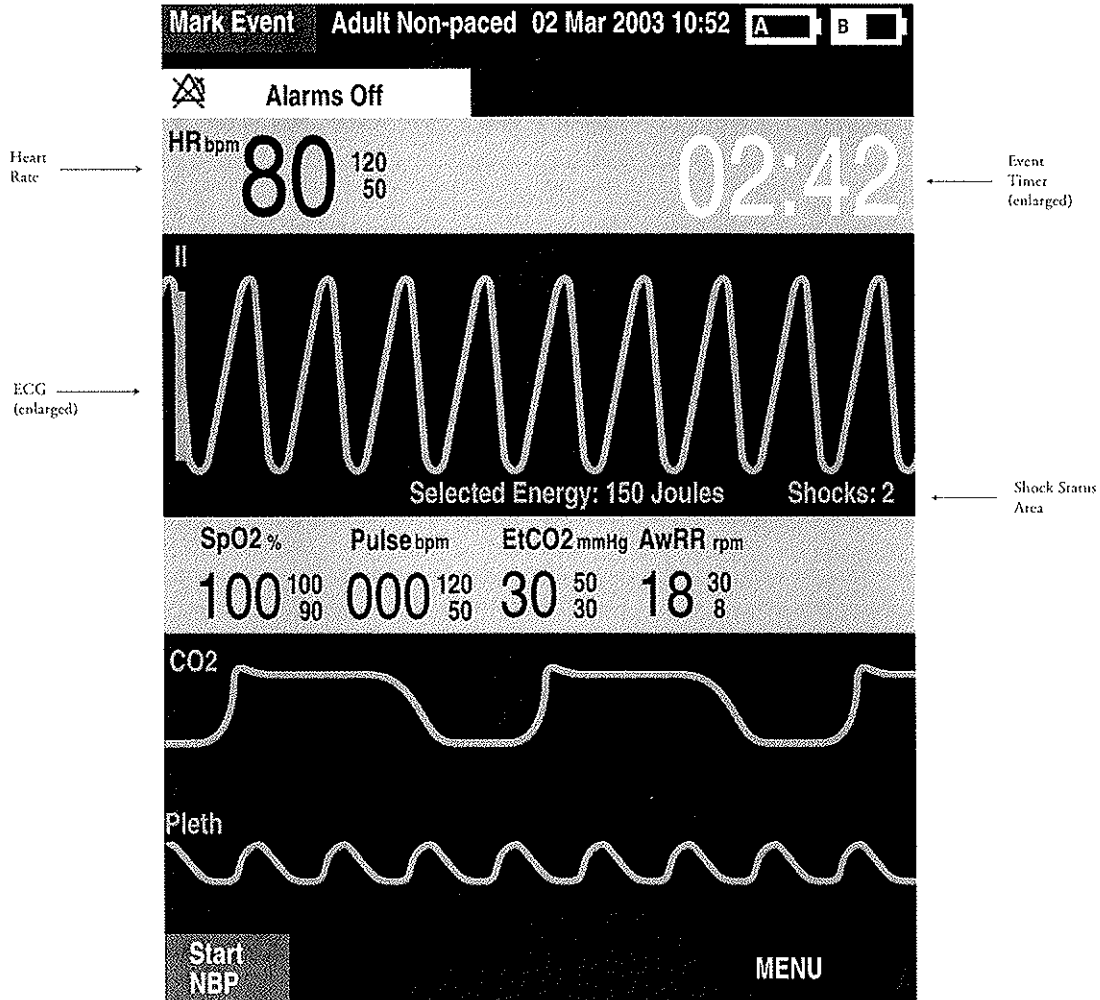 Mark Event Adult Non-paced 02 Mar 2003 10:52 A B
Alarms Off
HR bpm 80 120 50 02:42
Heart
Rate
Event
Timer
(enlarged)
II
ECG
(enlarged)
Selected Energy: 150 Joules Shocks: 2
Shock Status
Area
SpO2 % Pulse bpm EtCO2 mmHg AwRR rpm
100 100 90 000 120 50 30 50 30 18 30 8
CO2
Pleth
Start
NBP
MENU